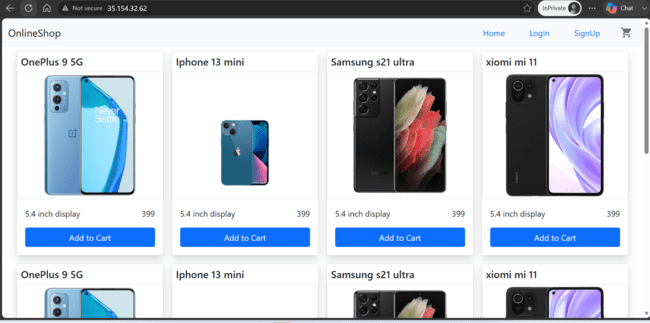 Not secure 35.154.32.62 InPrivate Chat
OnlineShop Home Login SignUp
OnePlus 9 5G Iphone 13 mini Samsung s21 ultra xiomi mi 11
Never
Settle
5.4 inch display 399 5.4 inch display 399 5.4 inch display 399 5.4 inch display 399
Add to Cart Add to Cart Add to Cart Add to Cart
OnePlus 9 5G Iphone 13 mini Samsung s21 ultra xiomi mi 11